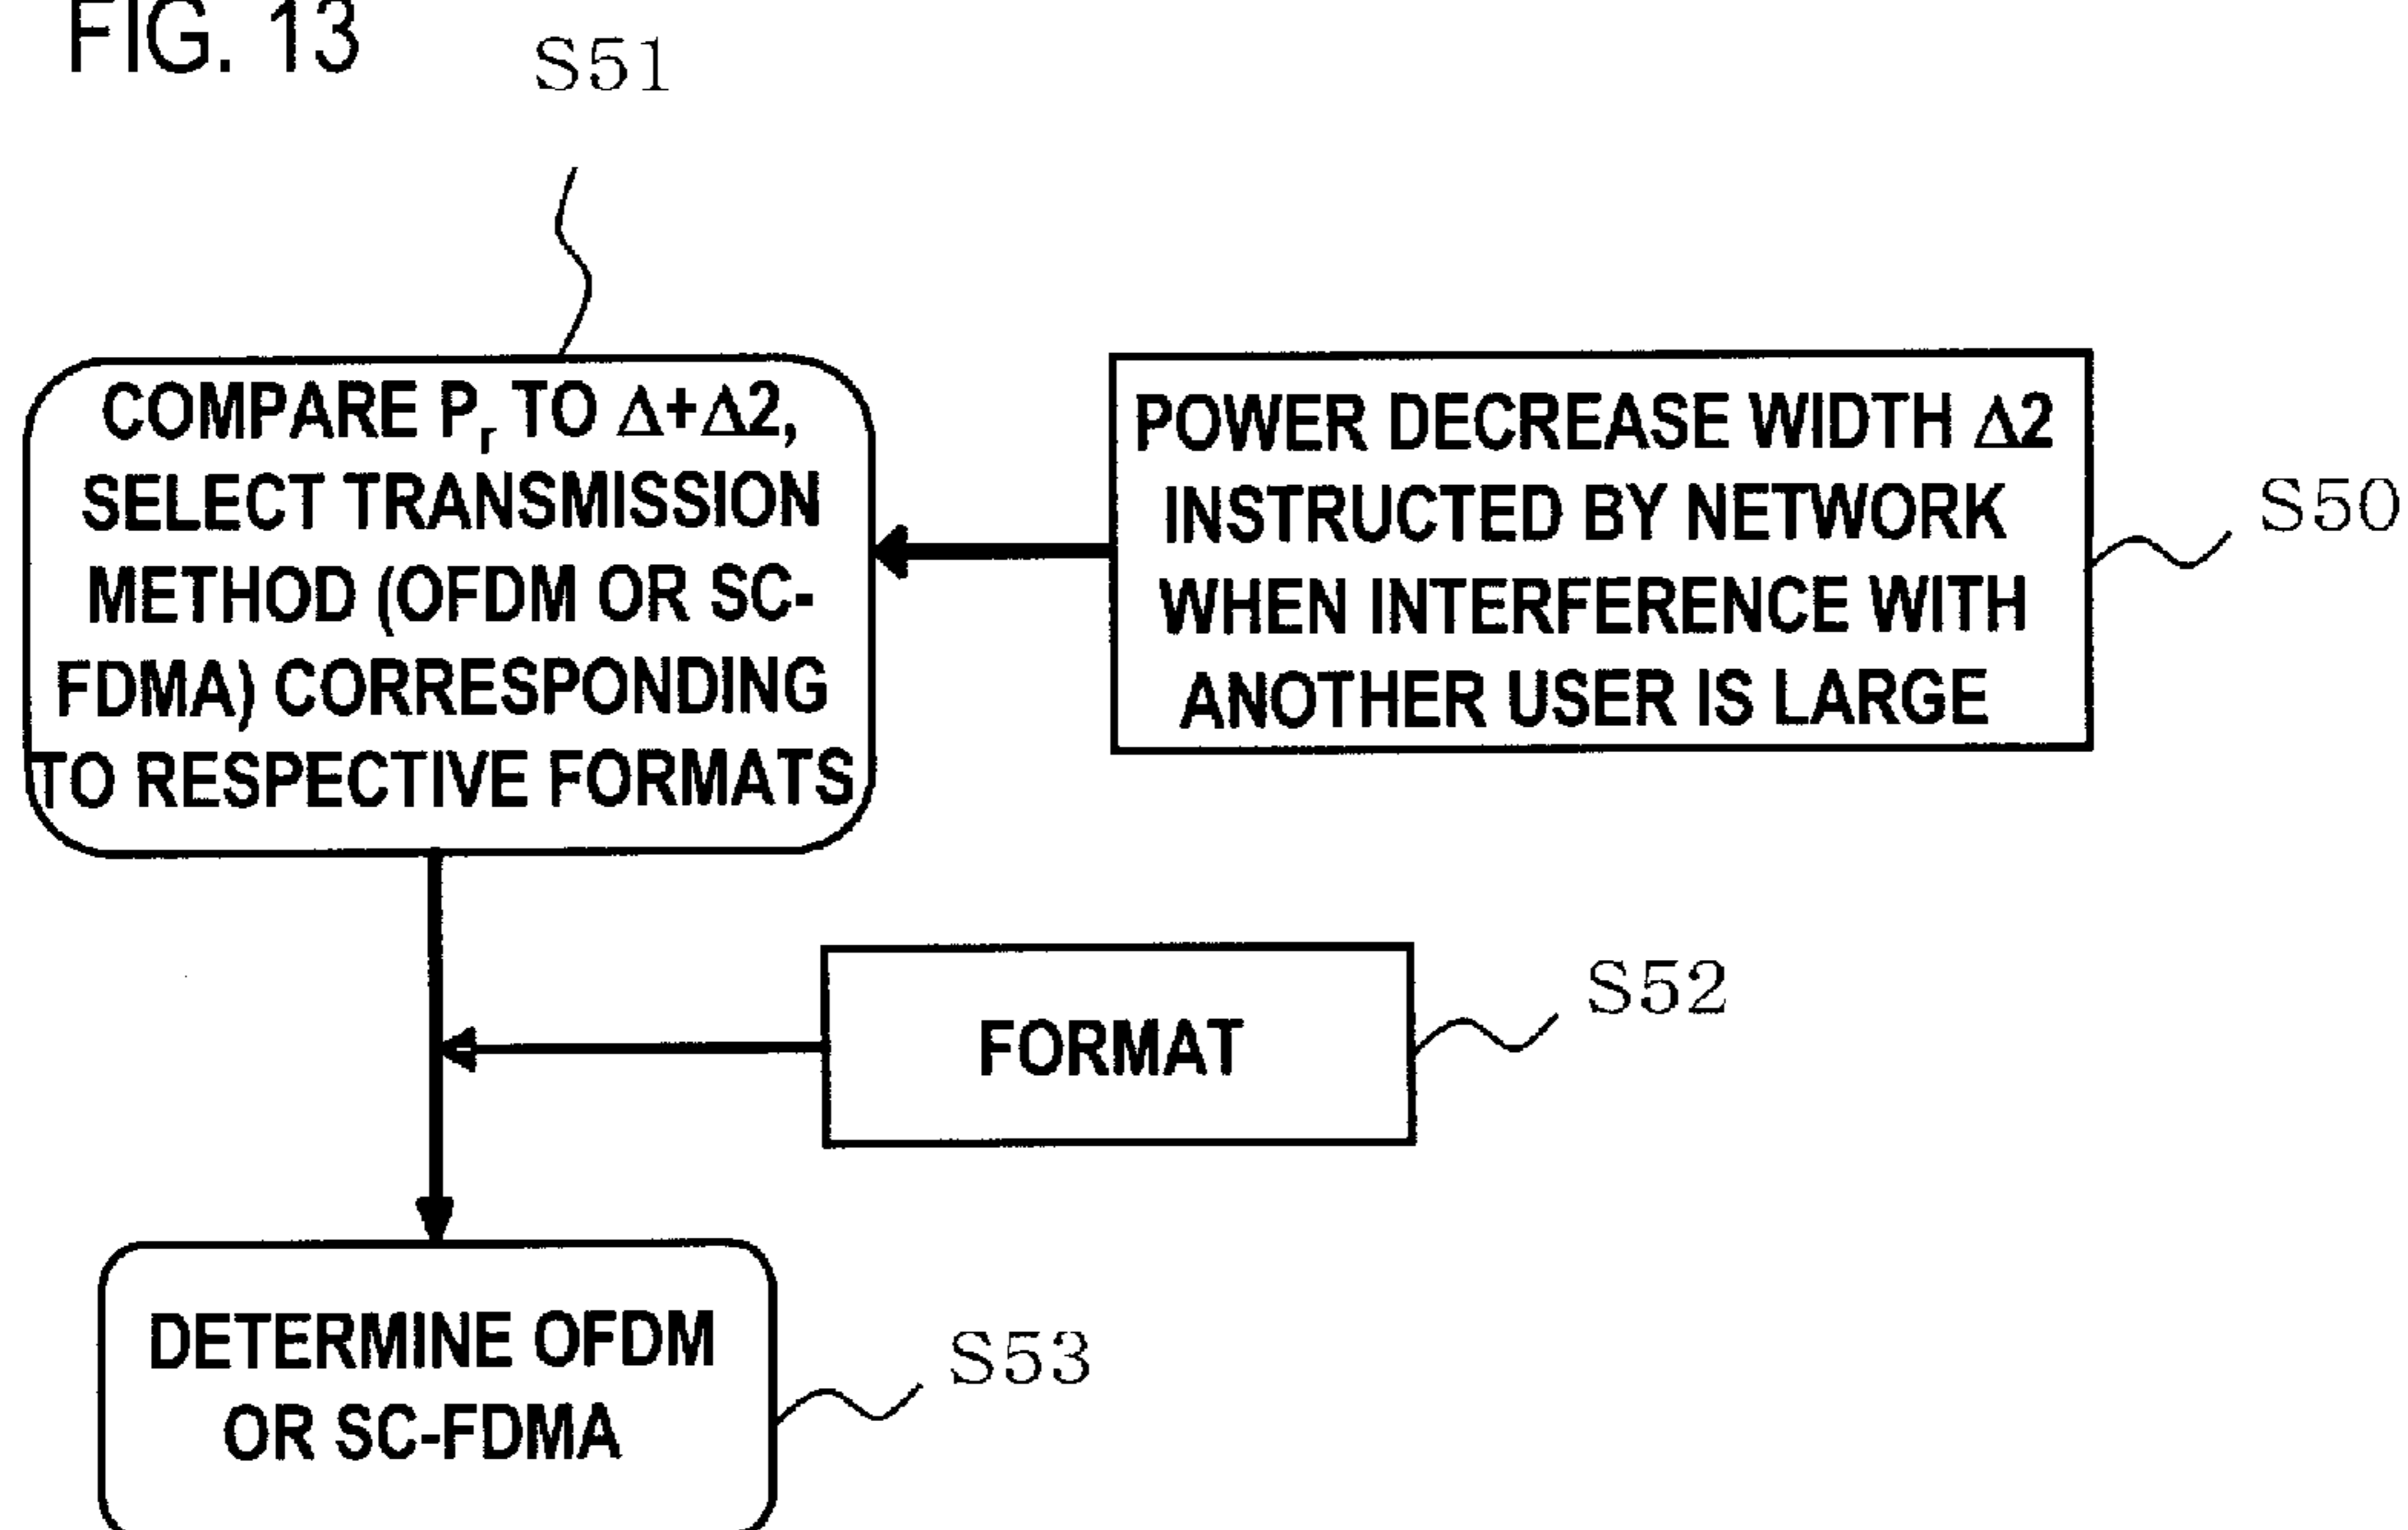 FIG. 13
S51
COMPARE Pr TO Δ+Δ2,
SELECT TRANSMISSION
METHOD (OFDM OR SC-
FDMA) CORRESPONDING
TO RESPECTIVE FORMATS
POWER DECREASE WIDTH Δ2
INSTRUCTED BY NETWORK
WHEN INTERFERENCE WITH
ANOTHER USER IS LARGE
S50
FORMAT
S52
DETERMINE OFDM
OR SC-FDMA
S53